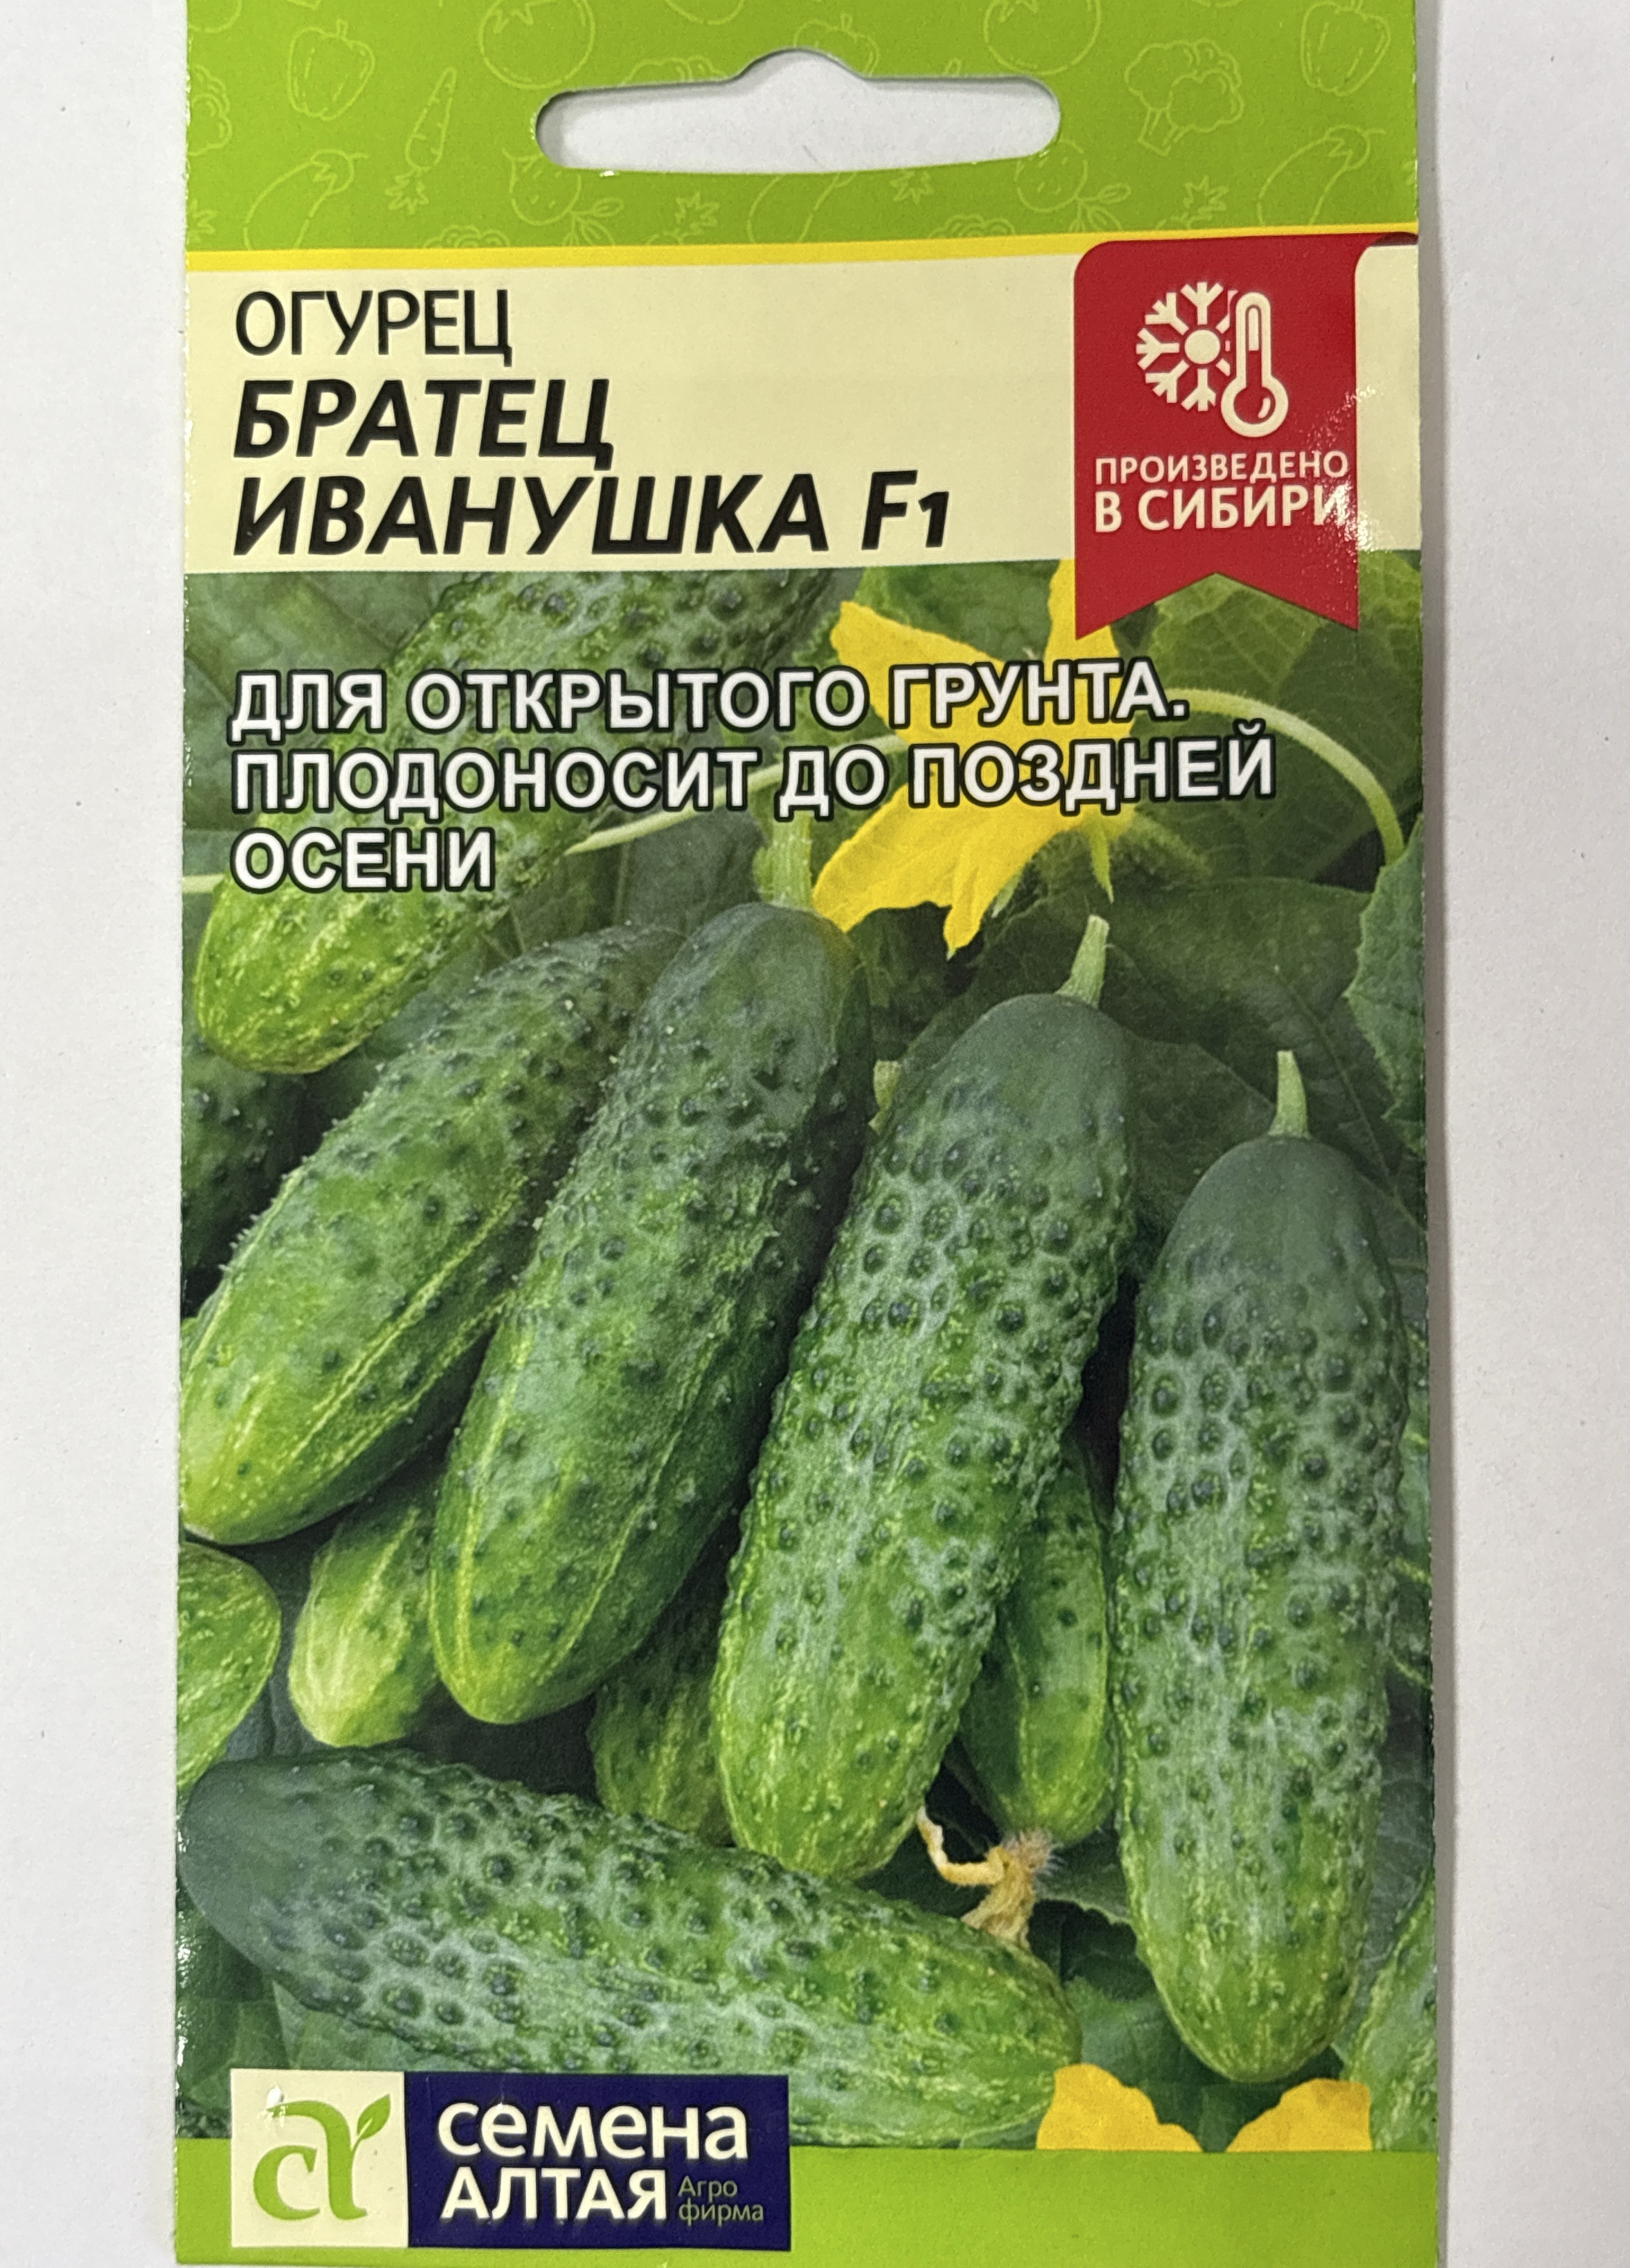 ОГУРЕЦ
БРАТЕЦ
ИВАНУШКА F1
ПРОИЗВЕДЕНО
В СИБИРИ
ДЛЯ ОТКРЫТОГО ГРУНТА.
ПЛОДОНОСИТ ДО ПОЗДНЕЙ
ОСЕНИ
семена
АЛТАЯ
Агро
фирма